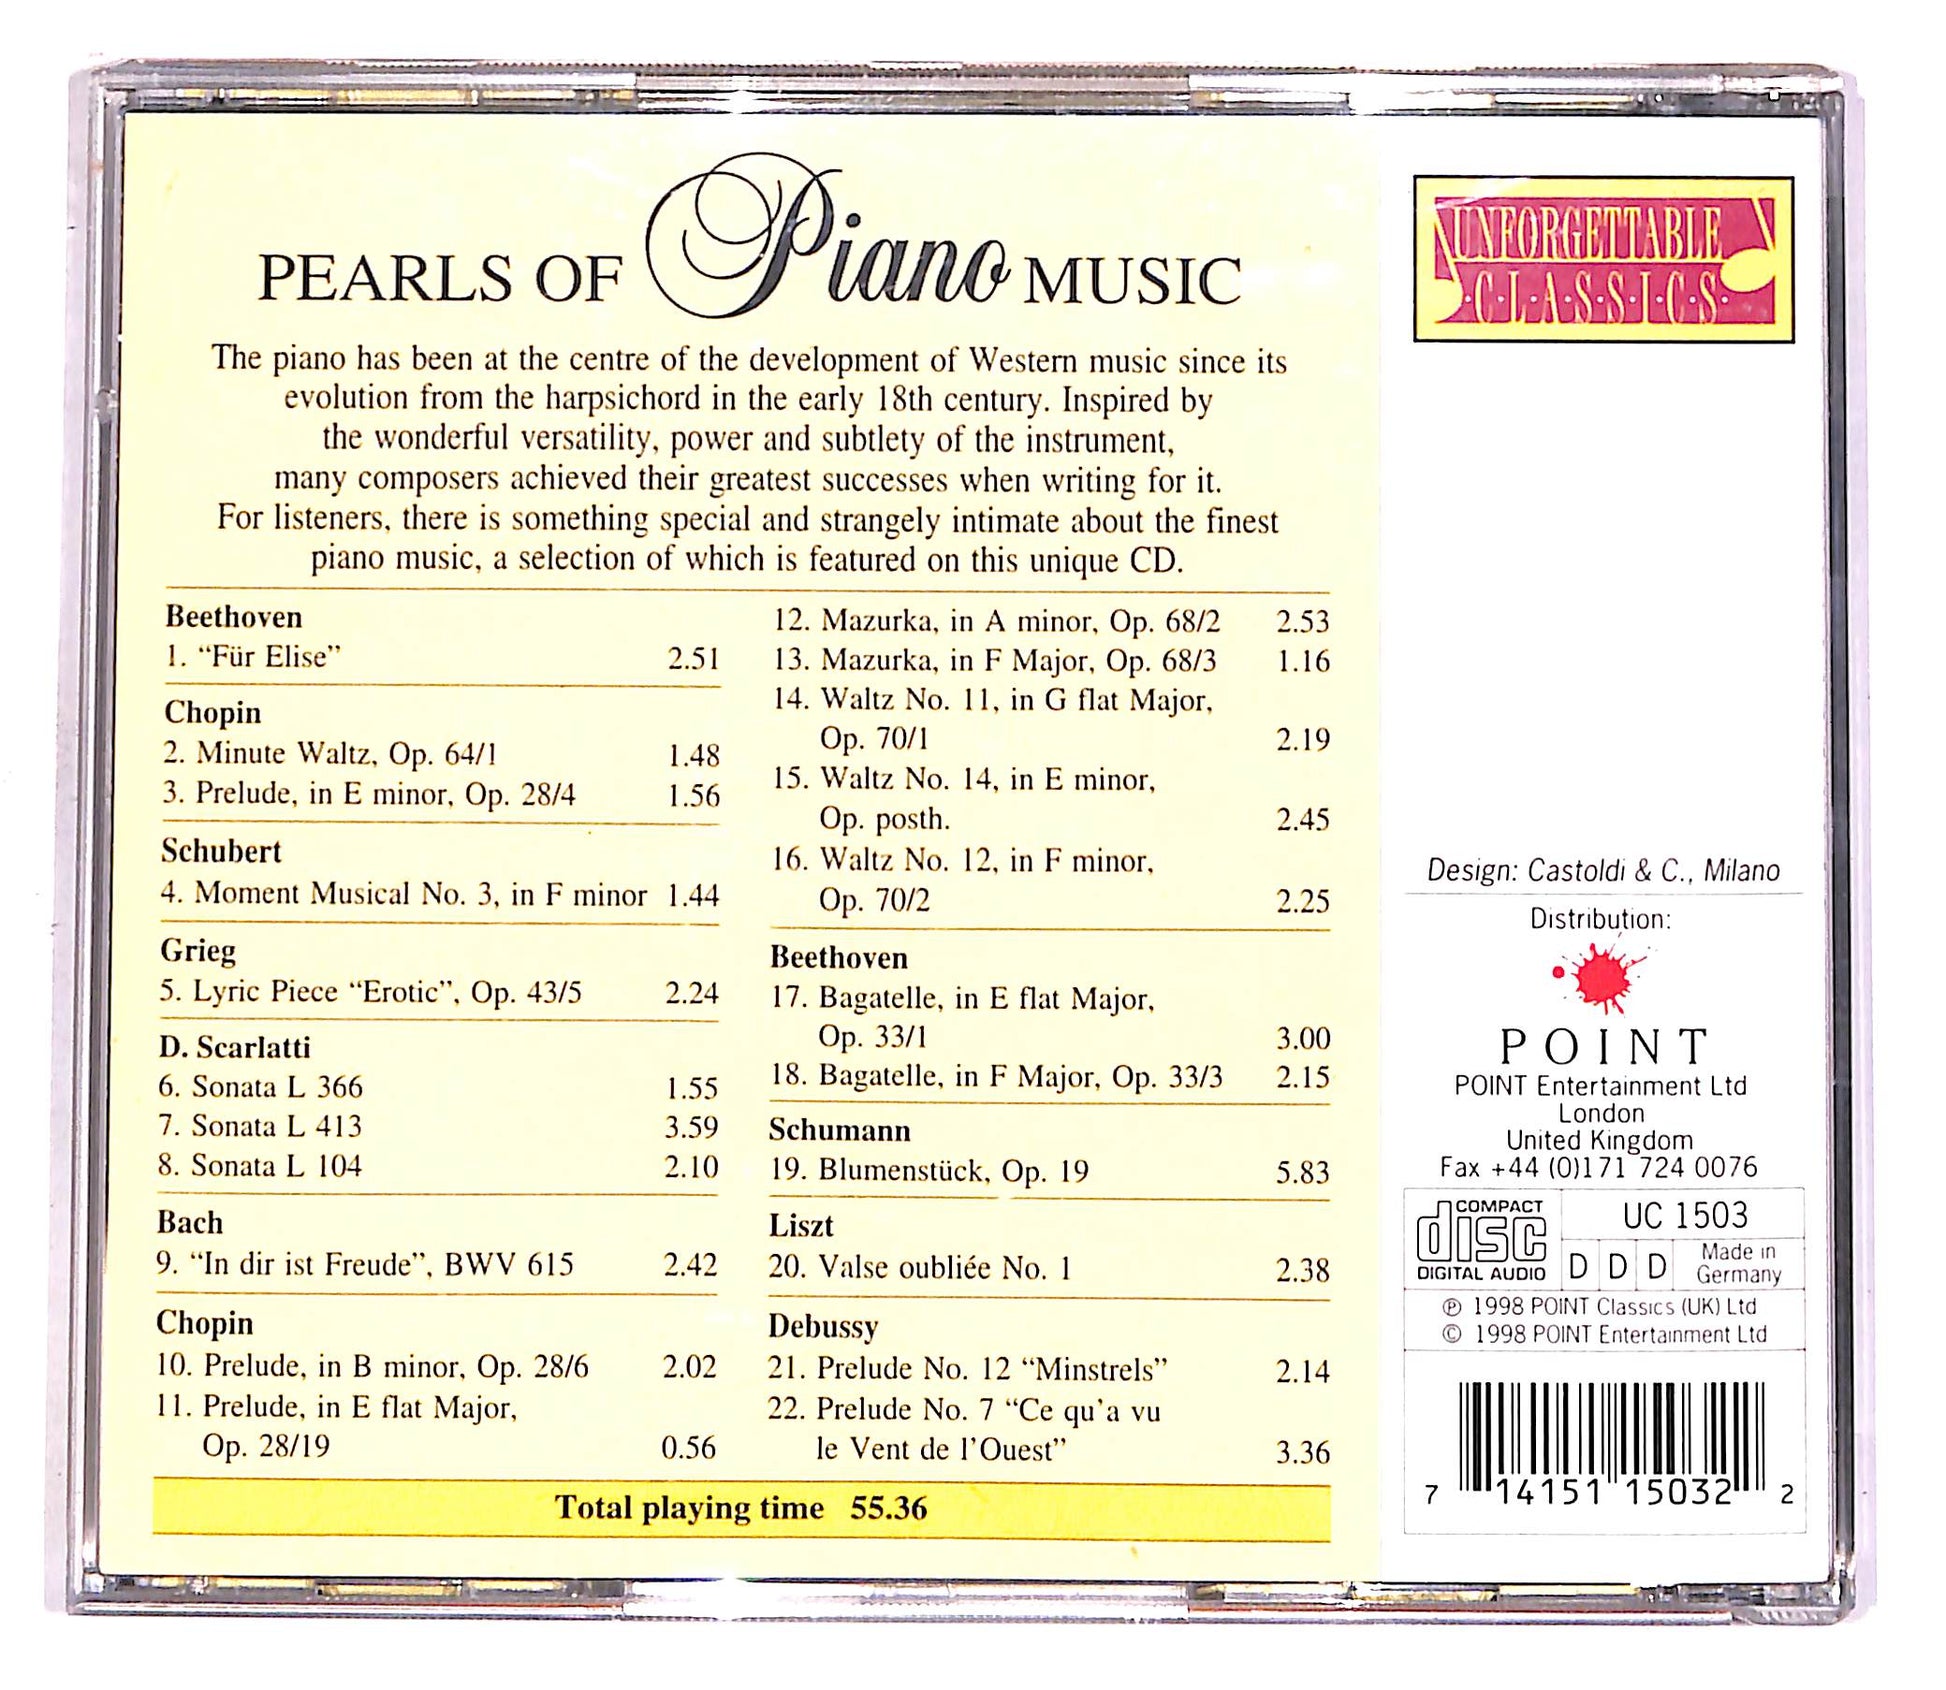 PEARLS OF Piano MUSIC
The piano has been at the centre of the development of Western music since its
evolution from the harpsichord in the early 18th century. Inspired by
the wonderful versatility, power and subtlety of the instrument,
many composers achieved their greatest successes when writing for it.
For listeners, there is something special and strangely intimate about the finest
piano music, a selection of which is featured on this unique CD.
Beethoven
1. “Für Elise” 2.51
Chopin
2. Minute Waltz, Op. 64/1 1.48
3. Prelude, in E minor, Op. 28/4 1.56
Schubert
4. Moment Musical No. 3, in F minor 1.44
Grieg
5. Lyric Piece “Erotic”, Op. 43/5 2.24
D. Scarlatti
6. Sonata L 366 1.55
7. Sonata L 413 3.59
8. Sonata L 104 2.10
Bach
9. “In dir ist Freude”, BWV 615 2.42
Chopin
10. Prelude, in B minor, Op. 28/6 2.02
11. Prelude, in E flat Major,
Op. 28/19 0.56
12. Mazurka, in A minor, Op. 68/2 2.53
13. Mazurka, in F Major, Op. 68/3 1.16
14. Waltz No. 11, in G flat Major,
Op. 70/1 2.19
15. Waltz No. 14, in E minor,
Op. posth. 2.45
16. Waltz No. 12, in F minor,
Op. 70/2 2.25
Beethoven
17. Bagatelle, in E flat Major,
Op. 33/1 3.00
18. Bagatelle, in F Major, Op. 33/3 2.15
Schumann
19. Blumenstück, Op. 19 5.83
Liszt
20. Valse oubliée No. 1 2.38
Debussy
21. Prelude No. 12 “Minstrels” 2.14
22. Prelude No. 7 “Ce qu'a vu
le Vent de l'Ouest” 3.36
Total playing time 55.36
UNFORGETTABLE
·C·L·A·S·S·I·C·S·
Design: Castoldi & C., Milano
Distribution:
POINT
POINT Entertainment Ltd
London
United Kingdom
Fax +44 (0)171 724 0076
COMPACT
disc
DIGITAL AUDIO
UC 1503
D D D
Made in
Germany
℗ 1998 POINT Classics (UK) Ltd
© 1998 POINT Entertainment Ltd
7 14151 15032 2